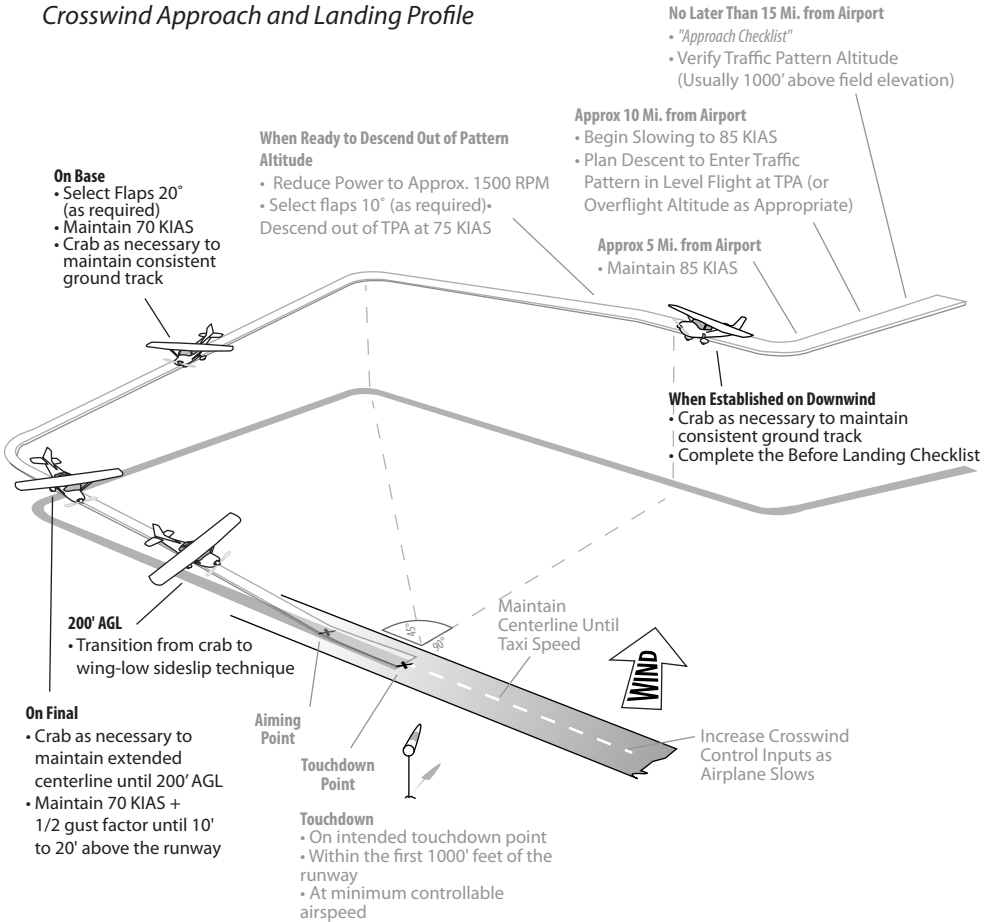 Crosswind Approach and Landing Profile
No Later Than 15 Mi. from Airport
• "Approach Checklist"
• Verify Traffic Pattern Altitude
(Usually 1000' above field elevation)
Approx 10 Mi. from Airport
• Begin Slowing to 85 KIAS
• Plan Descent to Enter Traffic
Pattern in Level Flight at TPA (or
Overflight Altitude as Appropriate)
Approx 5 Mi. from Airport
• Maintain 85 KIAS
When Ready to Descend Out of Pattern
Altitude
• Reduce Power to Approx. 1500 RPM
• Select flaps 10˚ (as required)•
Descend out of TPA at 75 KIAS
On Base
• Select Flaps 20˚
(as required)
• Maintain 70 KIAS
• Crab as necessary to
maintain consistent
ground track
When Established on Downwind
• Crab as necessary to maintain
consistent ground track
• Complete the Before Landing Checklist
45°
90°
Maintain
Centerline Until
Taxi Speed
WIND
200' AGL
• Transition from crab to
wing-low sideslip technique
On Final
• Crab as necessary to
maintain extended
centerline until 200' AGL
• Maintain 70 KIAS +
1/2 gust factor until 10'
to 20' above the runway
Aiming
Point
Touchdown
Point
Increase Crosswind
Control Inputs as
Airplane Slows
Touchdown
• On intended touchdown point
• Within the first 1000' feet of the
runway
• At minimum controllable
airspeed